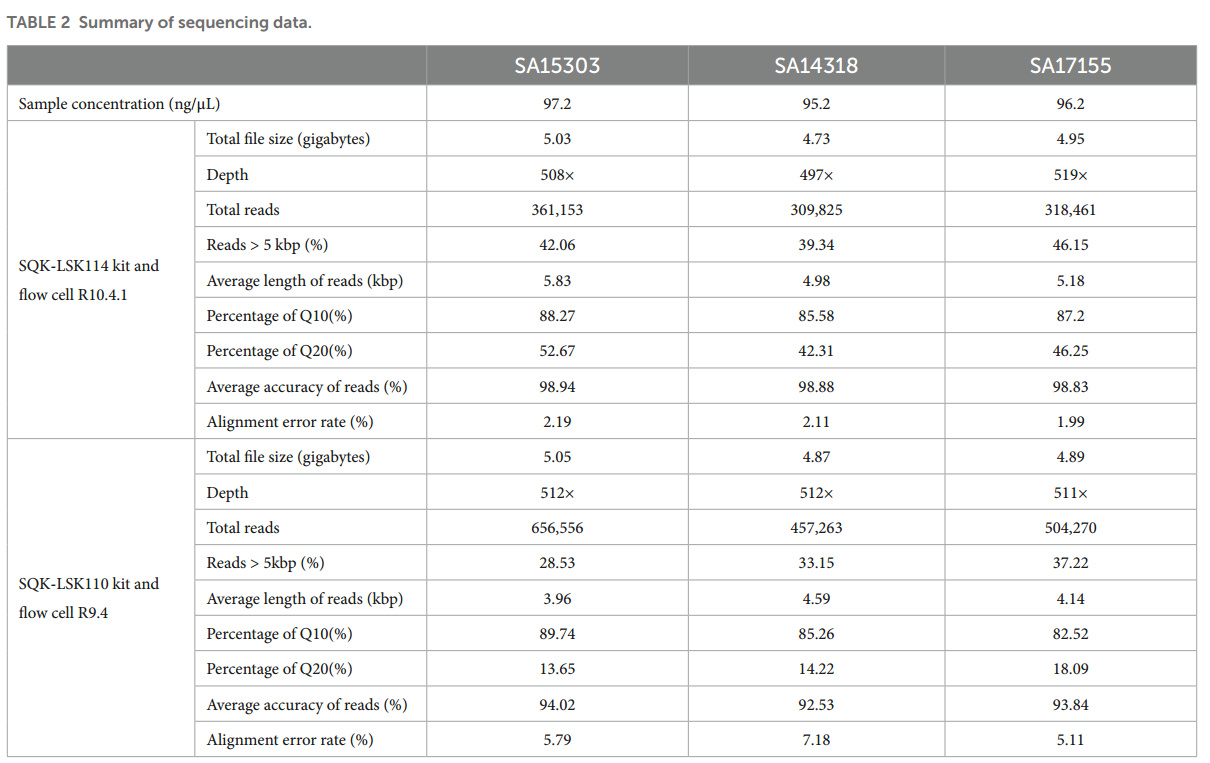 TABLE 2 Summary of sequencing data.
SA15303 SA14318 SA17155
Sample concentration (ng/μL) 97.2 95.2 96.2
SQK-LSK114 kit and
flow cell R10.4.1
Total file size (gigabytes) 5.03 4.73 4.95
Depth 508× 497× 519×
Total reads 361,153 309,825 318,461
Reads > 5 kbp (%) 42.06 39.34 46.15
Average length of reads (kbp) 5.83 4.98 5.18
Percentage of Q10(%) 88.27 85.58 87.2
Percentage of Q20(%) 52.67 42.31 46.25
Average accuracy of reads (%) 98.94 98.88 98.83
Alignment error rate (%) 2.19 2.11 1.99
SQK-LSK110 kit and
flow cell R9.4
Total file size (gigabytes) 5.05 4.87 4.89
Depth 512× 512× 511×
Total reads 656,556 457,263 504,270
Reads > 5kbp (%) 28.53 33.15 37.22
Average length of reads (kbp) 3.96 4.59 4.14
Percentage of Q10(%) 89.74 85.26 82.52
Percentage of Q20(%) 13.65 14.22 18.09
Average accuracy of reads (%) 94.02 92.53 93.84
Alignment error rate (%) 5.79 7.18 5.11